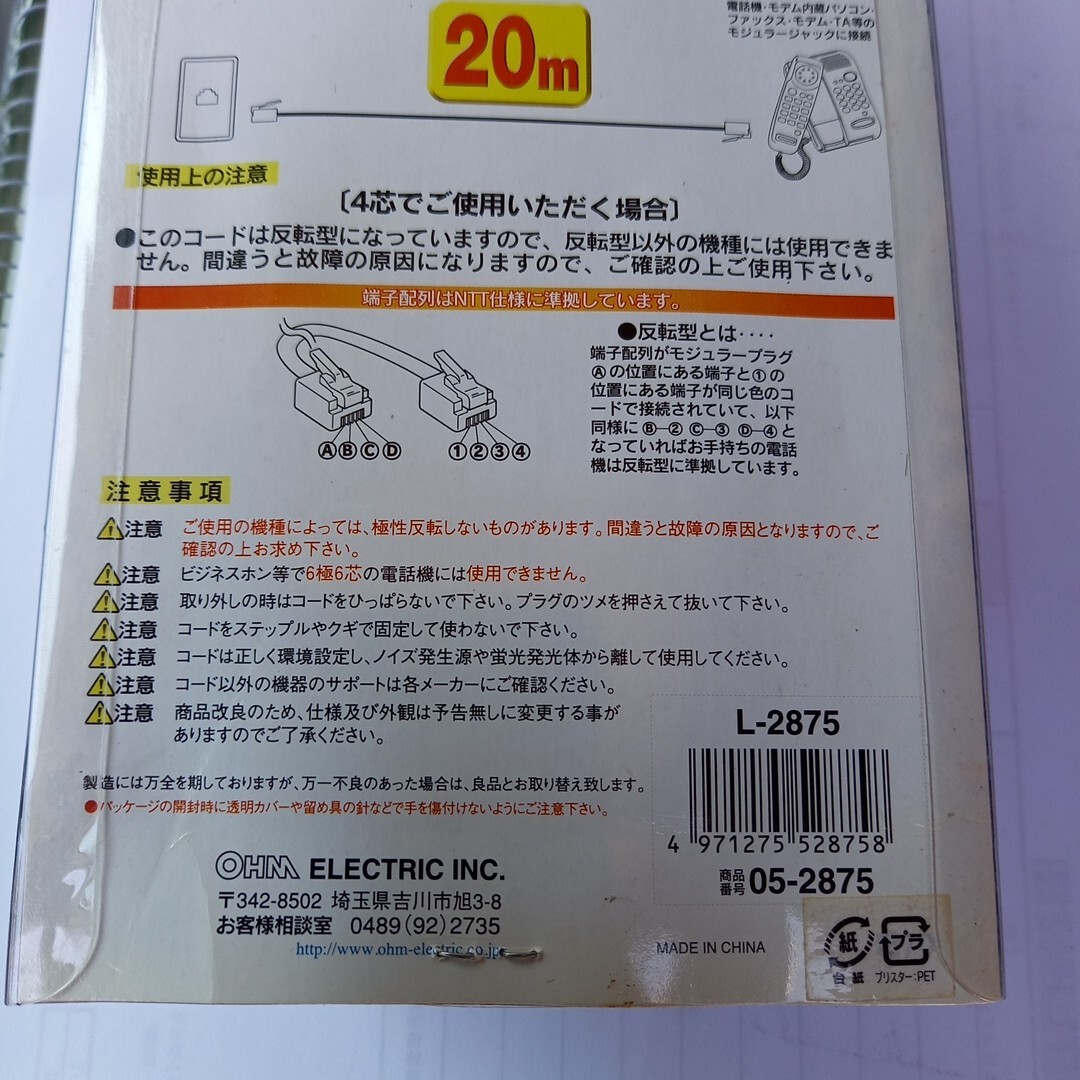 20m
電話機・モデム内蔵パソコン・
ファックス・モデム・TA等の
モジュラージャックに接続
使用上の注意
〔4芯でご使用いただく場合〕
●このコードは反転型になっていますので、反転型以外の機種には使用できま
せん。間違うと故障の原因になりますので、ご確認の上ご使用下さい。
端子配列はNTT仕様に準拠しています。
●反転型とは‥‥
端子配列がモジュラープラグ
Ⓐの位置にある端子と①の
位置にある端子が同じ色のコ
ードで接続されていて、以下
同様にⒷ―② Ⓒ―③ Ⓓ―④と
なっていればお手持ちの電話
機は反転型に準拠しています。
ⒶⒷⒸⒹ ①②③④
注意事項
注意 ご使用の機種によっては、極性反転しないものがあります。間違うと故障の原因となりますので、ご
確認の上お求め下さい。
注意 ビジネスホン等で6極6芯の電話機には使用できません。
注意 取り外しの時はコードをひっぱらないで下さい。プラグのツメを押さえて抜いて下さい。
注意 コードをステップルやクギで固定して使わないで下さい。
注意 コードは正しく環境設定し、ノイズ発生源や蛍光発光体から離して使用してください。
注意 コード以外の機器のサポートは各メーカーにご確認ください。
注意 商品改良のため、仕様及び外観は予告無しに変更する事が
ありますのでご了承ください。
製造には万全を期しておりますが、万一不良のあった場合は、良品とお取り替え致します。
●パッケージの開封時に透明カバーや留め具の針などで手を傷付けないようにご注意下さい。
L-2875
4 971275 528758
商品番号 05-2875
OHM ELECTRIC INC.
〒342-8502 埼玉県吉川市旭3-8
お客様相談室 0489(92)2735
http://www.ohm-electric.co.jp
MADE IN CHINA
紙 プラ
台紙 ブリスター:PET